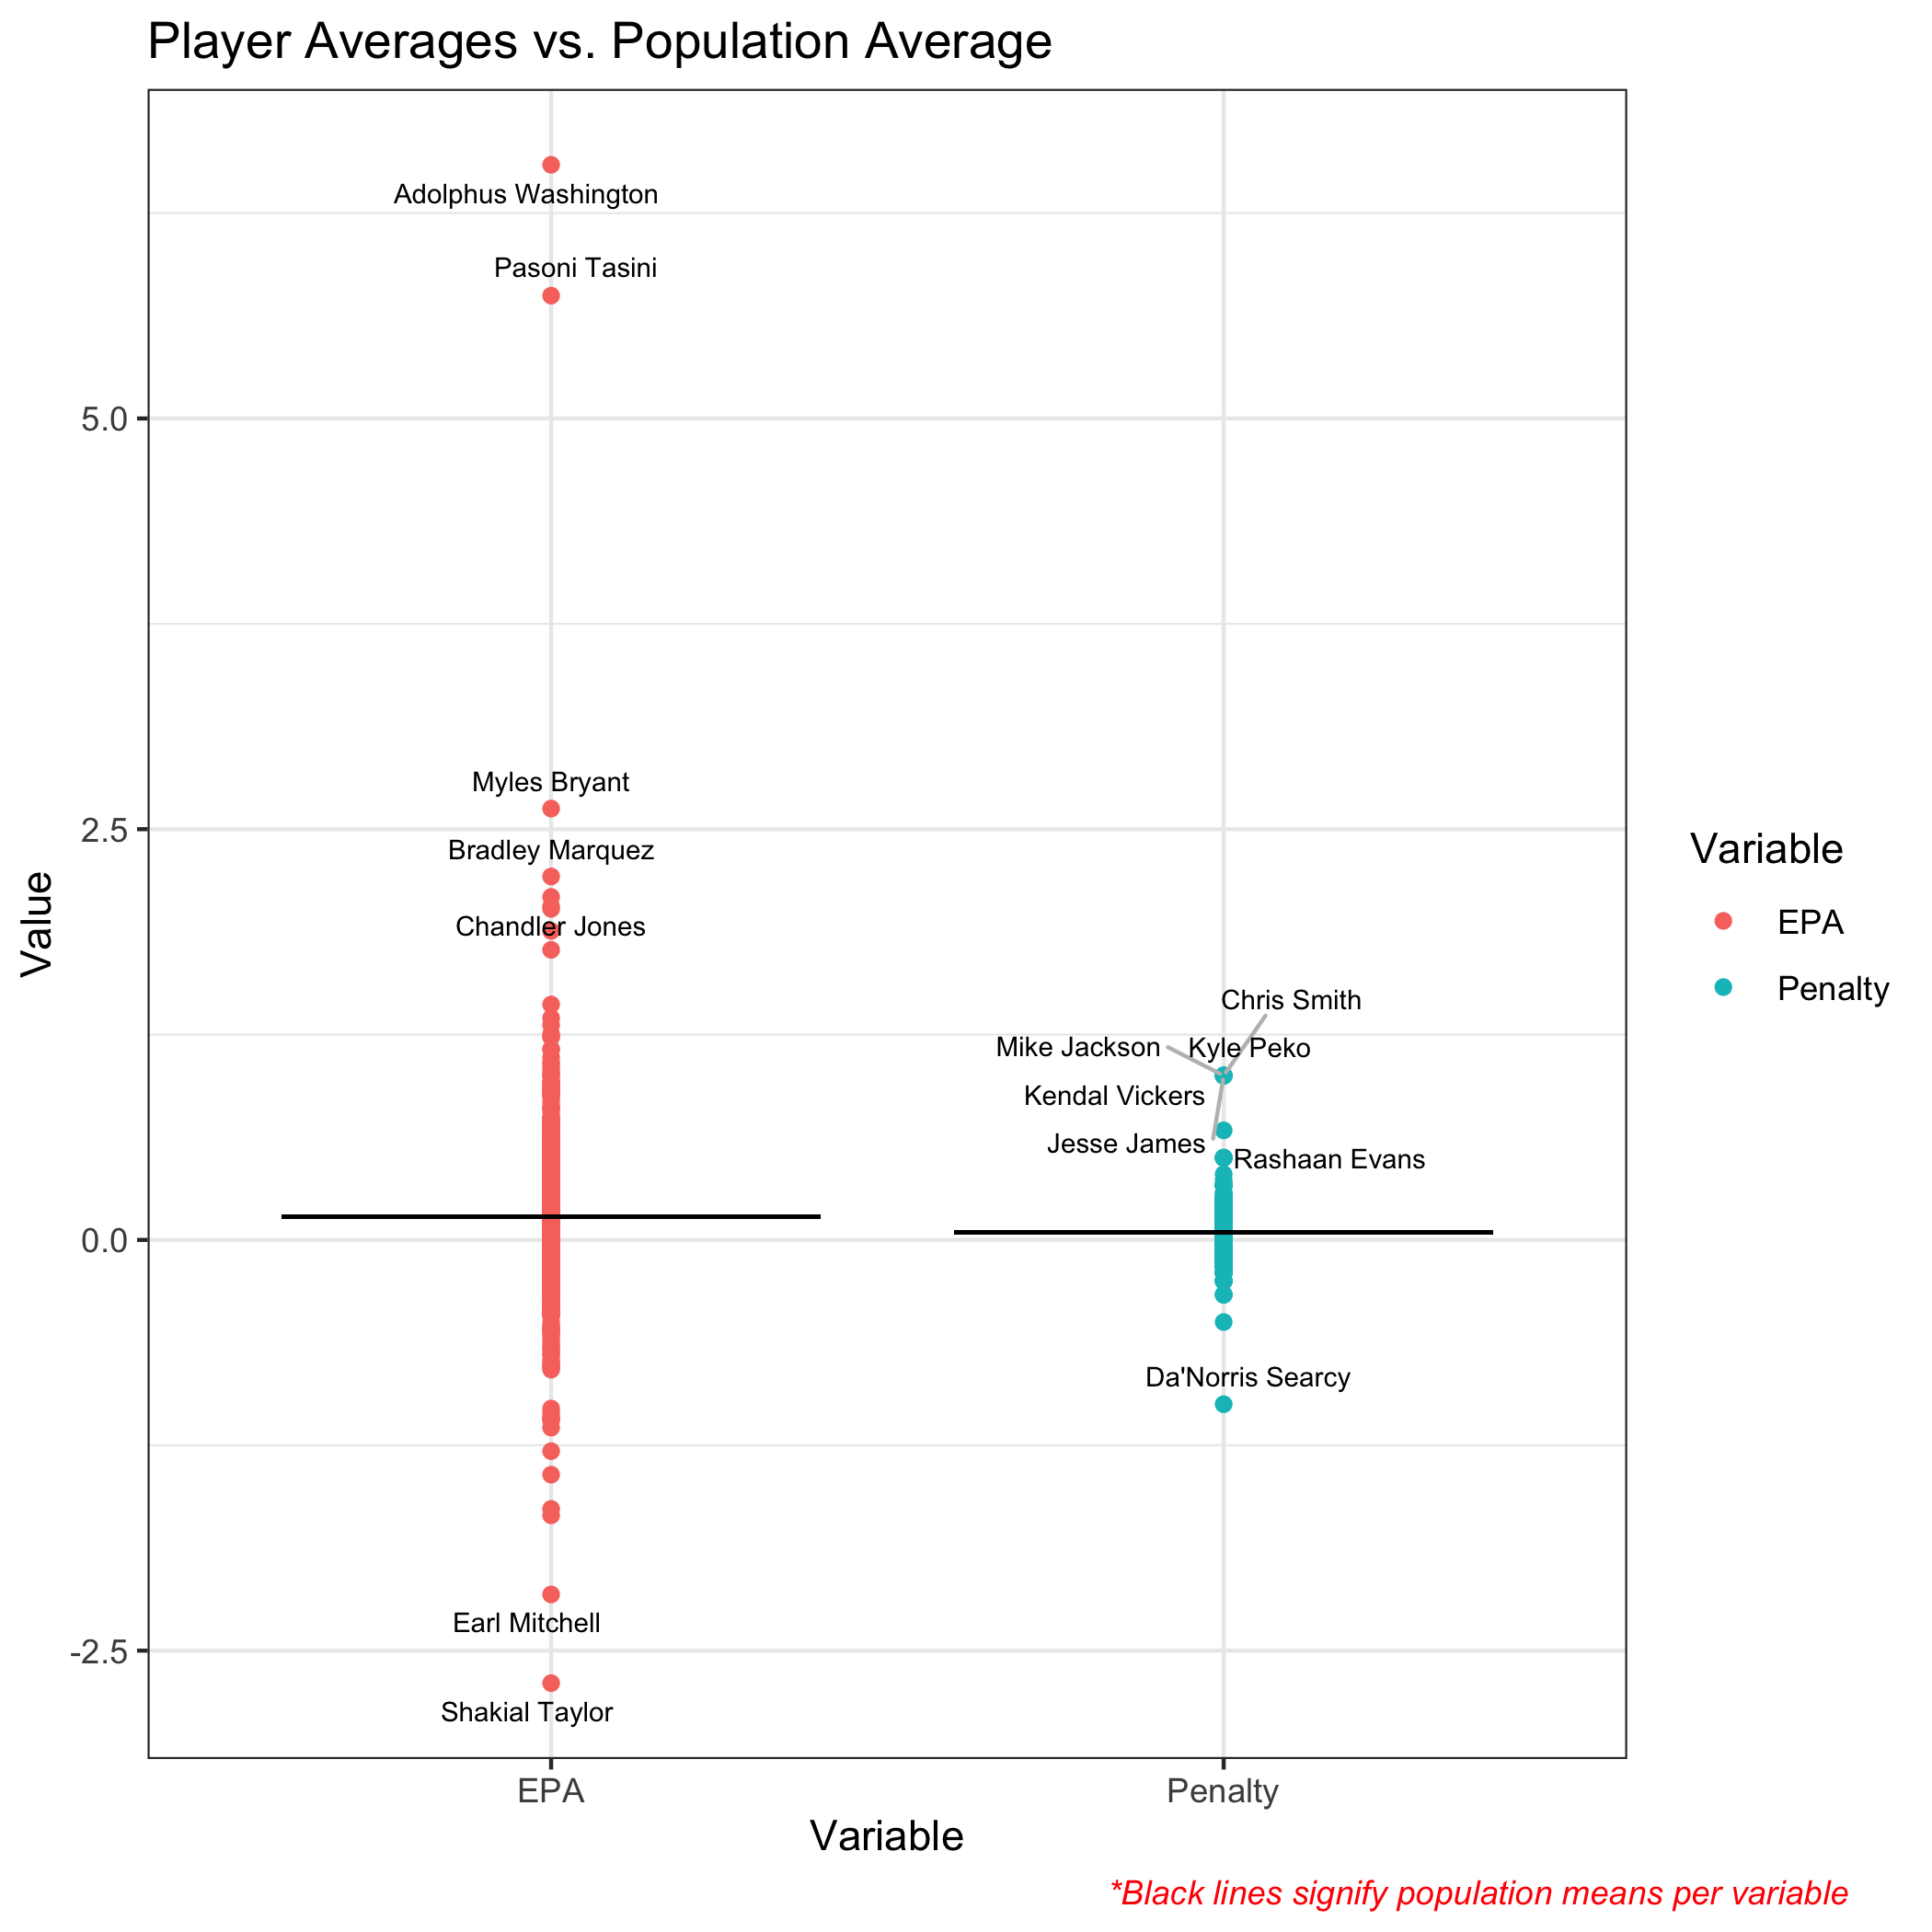 Player Averages vs. Population Average
Adolphus Washington
Pasoni Tasini
5.0
Myles Bryant
2.5
Bradley Marquez
Chandler Jones
Value
Variable
EPA
Penalty
Chris Smith
Mike Jackson
Kyle Peko
Kendal Vickers
Jesse James
Rashaan Evans
0.0
Da'Norris Searcy
Earl Mitchell
-2.5
Shakial Taylor
EPA
Penalty
Variable
*Black lines signify population means per variable